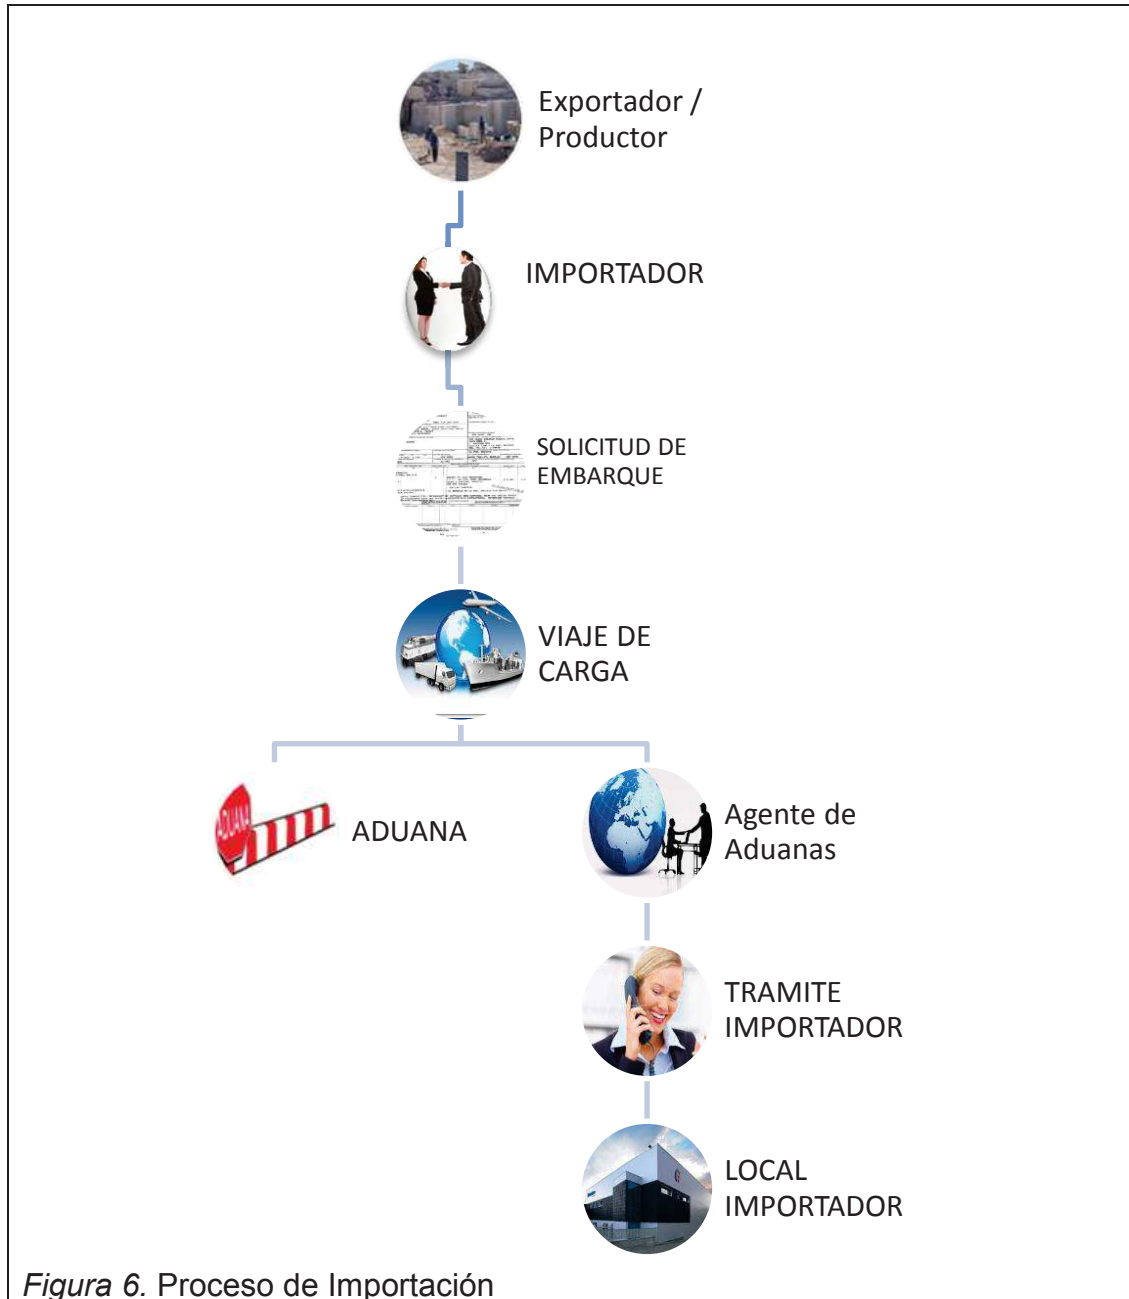 Exportador /
Productor
IMPORTADOR
SOLICITUD DE
EMBARQUE
VIAJE DE
CARGA
ADUANA
ADUANA
Agente de
Aduanas
TRAMITE
IMPORTADOR
LOCAL
IMPORTADOR
Figura 6. Proceso de Importación